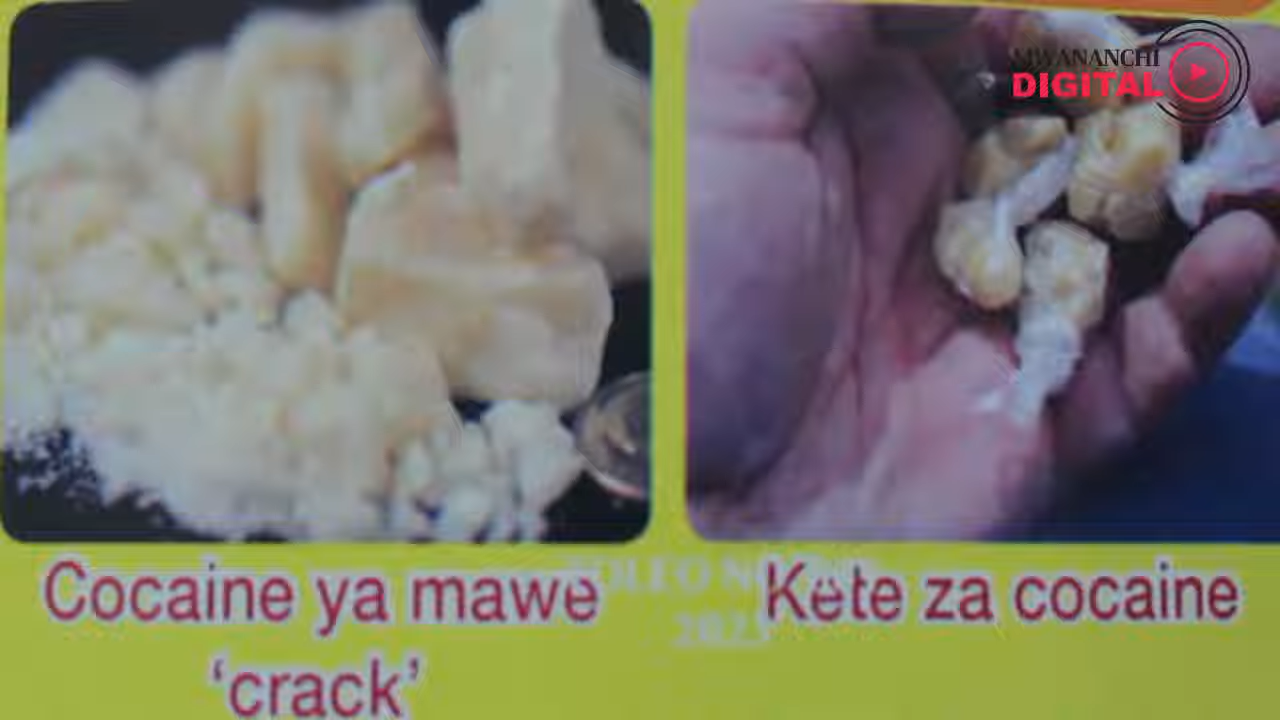 MWANANCHI
DIGITAL
Cocaine ya mawe
‘crack’
Kete za cocaine